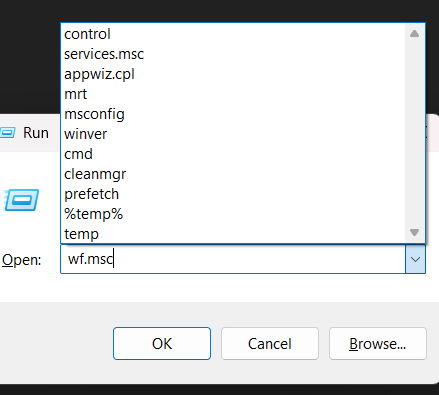 control
services.msc
appwiz.cpl
mrt
msconfig
winver
cmd
cleanmgr
prefetch
%temp%
temp
Run
Open:
wf.msc
OK
Cancel
Browse...